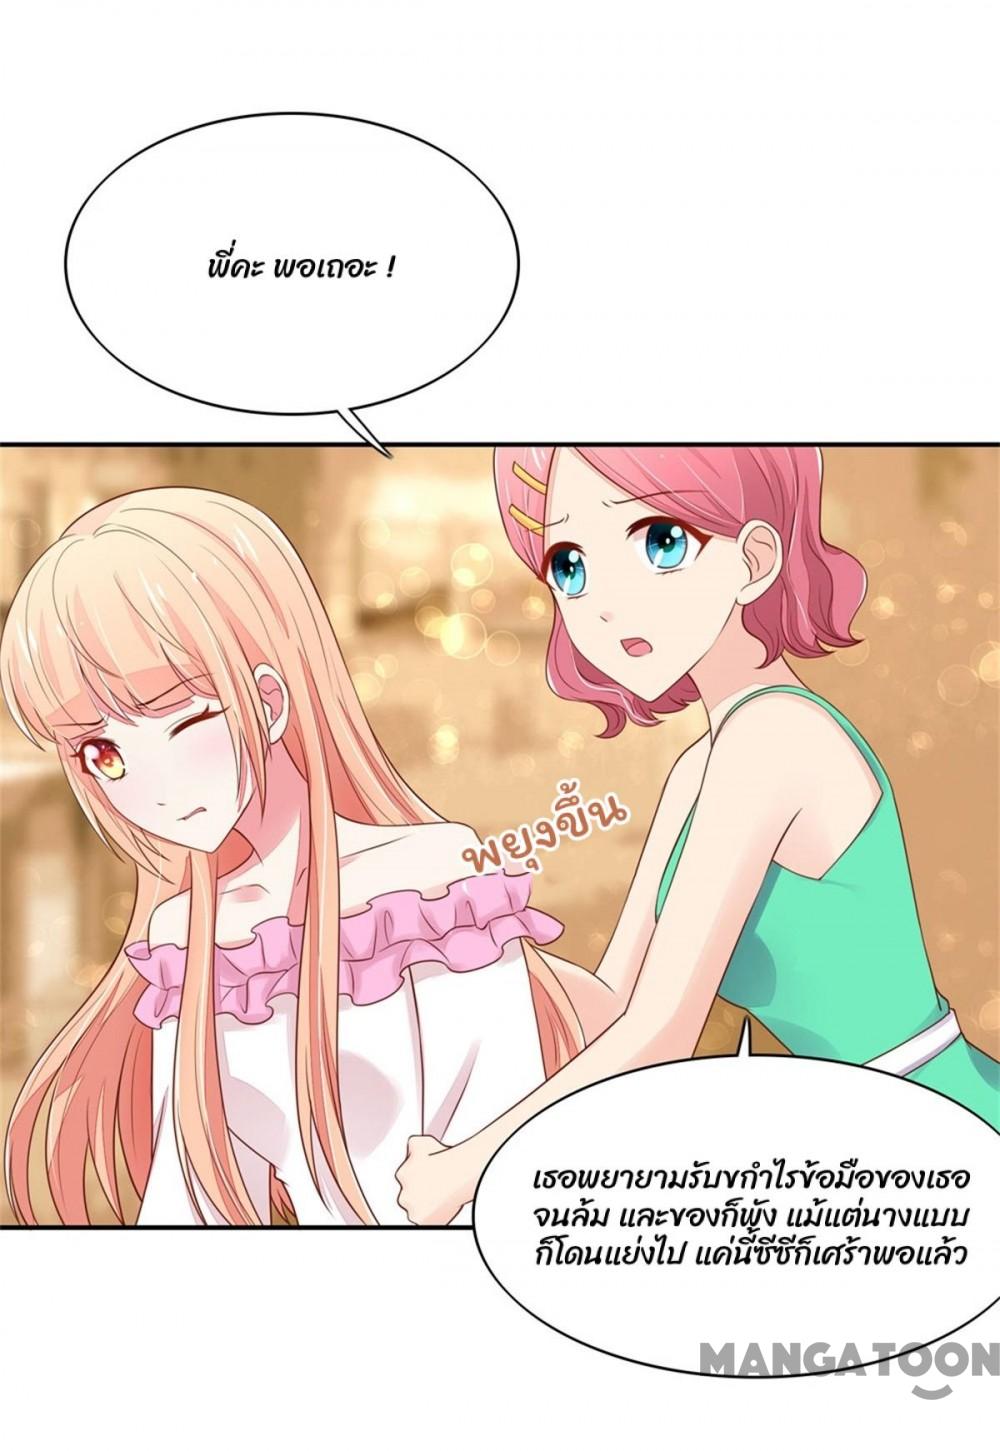 พี่คะ พอเถอะ !
พยุงขึ้น
เธอพยายามรับขกำไรข้อมือของเธอ
จนล้ม และของก็พัง แม้แต่นางแบบ
ก็โดนแย่งไป แค่นี้ซีซีก็เศร้าพอแล้ว
MANGATOON